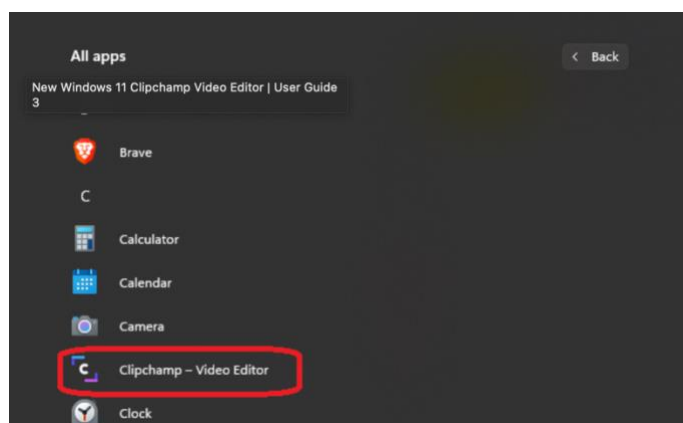 All apps
< Back
New Windows 11 Clipchamp Video Editor | User Guide
3
Brave
C
Calculator
Calendar
Camera
Clipchamp – Video Editor
Clock